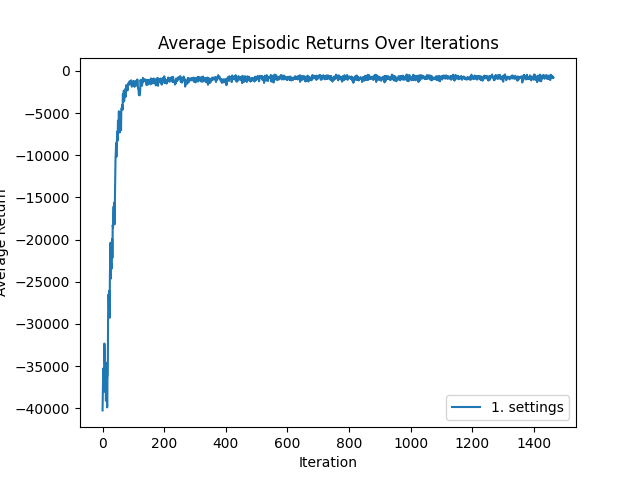 Average Episodic Returns Over Iterations
Average Return
0
−5000
−10000
−15000
−20000
−25000
−30000
−35000
−40000
0 200 400 600 800 1000 1200 1400
Iteration
1. settings